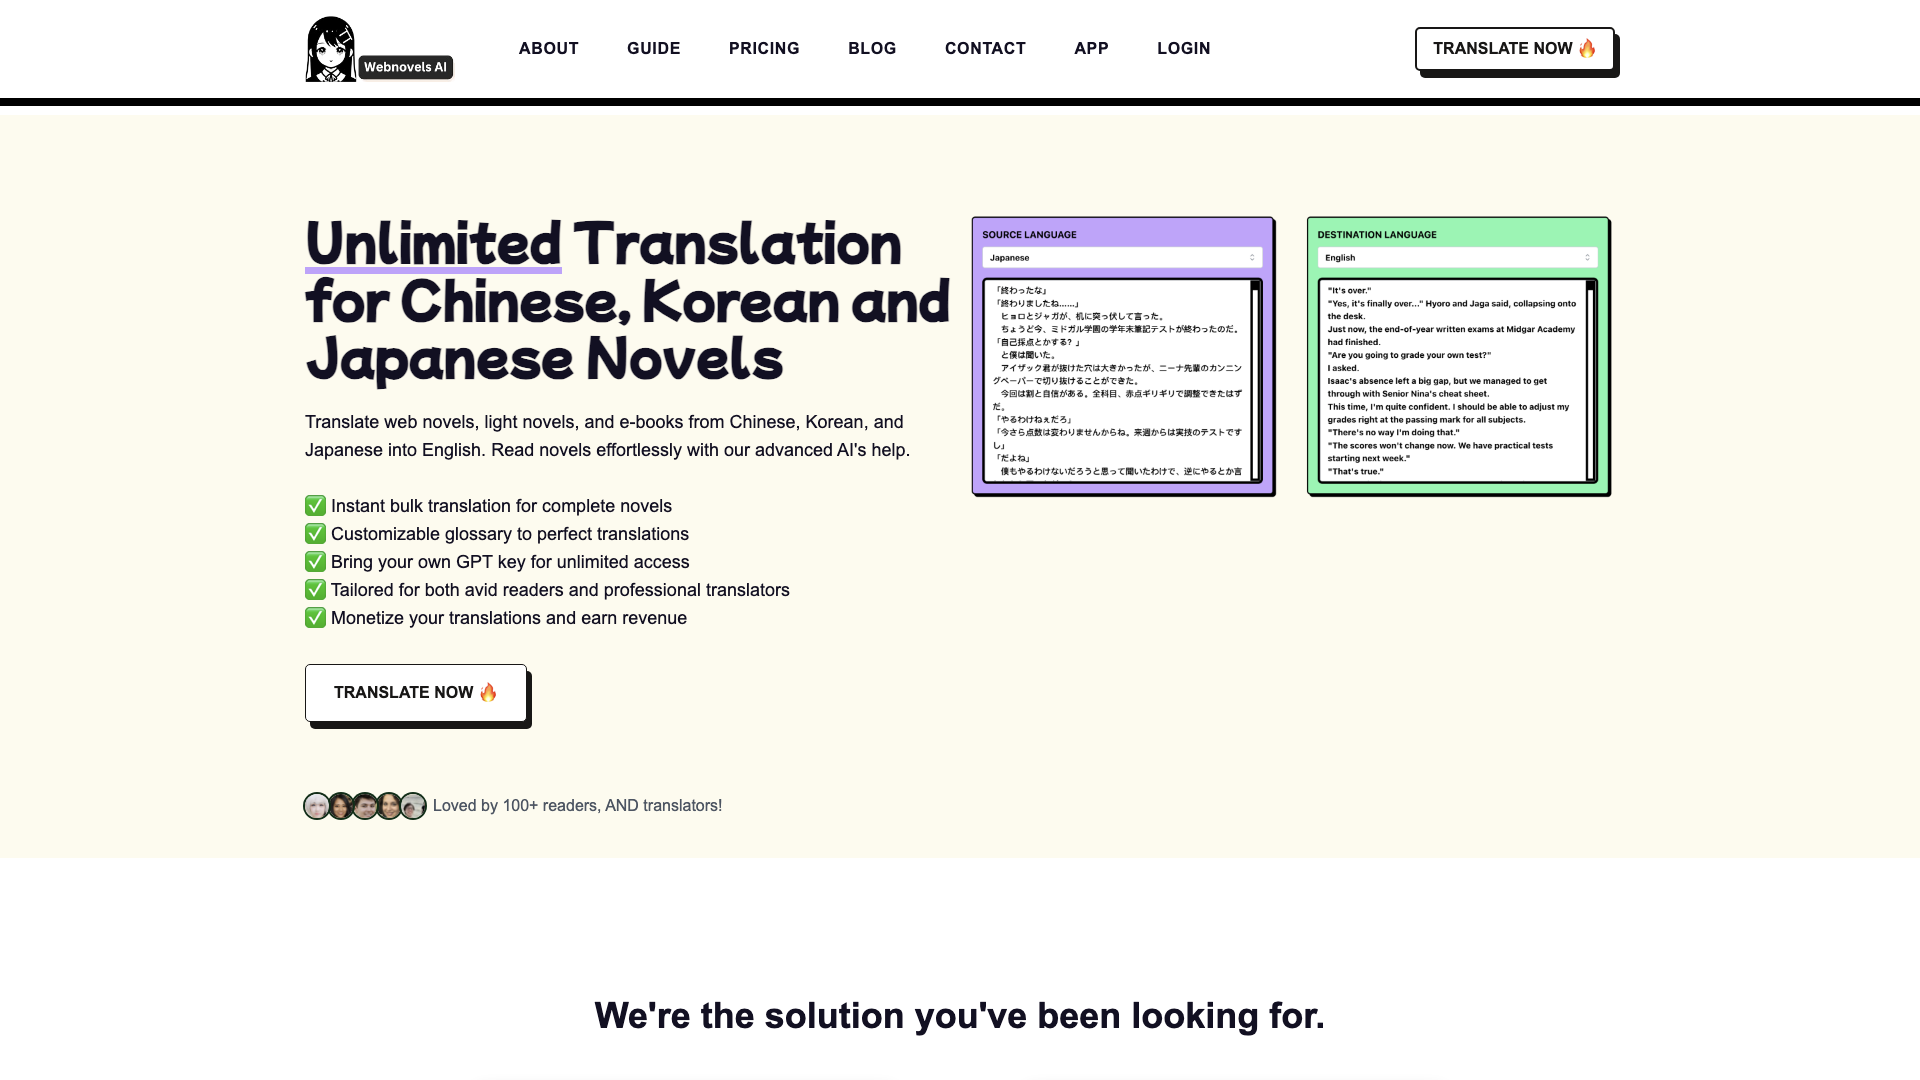 Webnovels AI
ABOUT
GUIDE
PRICING
BLOG
CONTACT
APP
LOGIN
TRANSLATE NOW 🔥
Unlimited Translation
for Chinese, Korean and
Japanese Novels
Translate web novels, light novels, and e-books from Chinese, Korean, and
Japanese into English. Read novels effortlessly with our advanced AI's help.
✅ Instant bulk translation for complete novels
✅ Customizable glossary to perfect translations
✅ Bring your own GPT key for unlimited access
✅ Tailored for both avid readers and professional translators
✅ Monetize your translations and earn revenue
TRANSLATE NOW 🔥
Loved by 100+ readers, AND translators!
SOURCE LANGUAGE
Japanese
「終わったな」
「終わりましたね……」
ヒョロとジャガが、机に突っ伏して言った。
ちょうど今、ミドガル学園の学年末筆記テストが終わったのだ。
「自己採点とかする？」
と僕は聞いた。
アイザック君が抜けた穴は大きかったが、ニーナ先輩のカンニン
グペーパーで切り抜けることができた。
今回は割と自信がある。全科目、赤点ギリギリで調整できたはず
だ。
「やるわけねぇだろ」
「今さら点数は変わりませんからね。来週からは実技のテストです
し」
「だよね」
僕もやるわけないだろうと思って聞いたわけで、逆にやるとか言
DESTINATION LANGUAGE
English
"It's over."
"Yes, it's finally over..." Hyoro and Jaga said, collapsing onto
the desk.
Just now, the end-of-year written exams at Midgar Academy
had finished.
"Are you going to grade your own test?"
I asked.
Isaac's absence left a big gap, but we managed to get
through with Senior Nina's cheat sheet.
This time, I'm quite confident. I should be able to adjust my
grades right at the passing mark for all subjects.
"There's no way I'm doing that."
"The scores won't change now. We have practical tests
starting next week."
"That's true."
We're the solution you've been looking for.